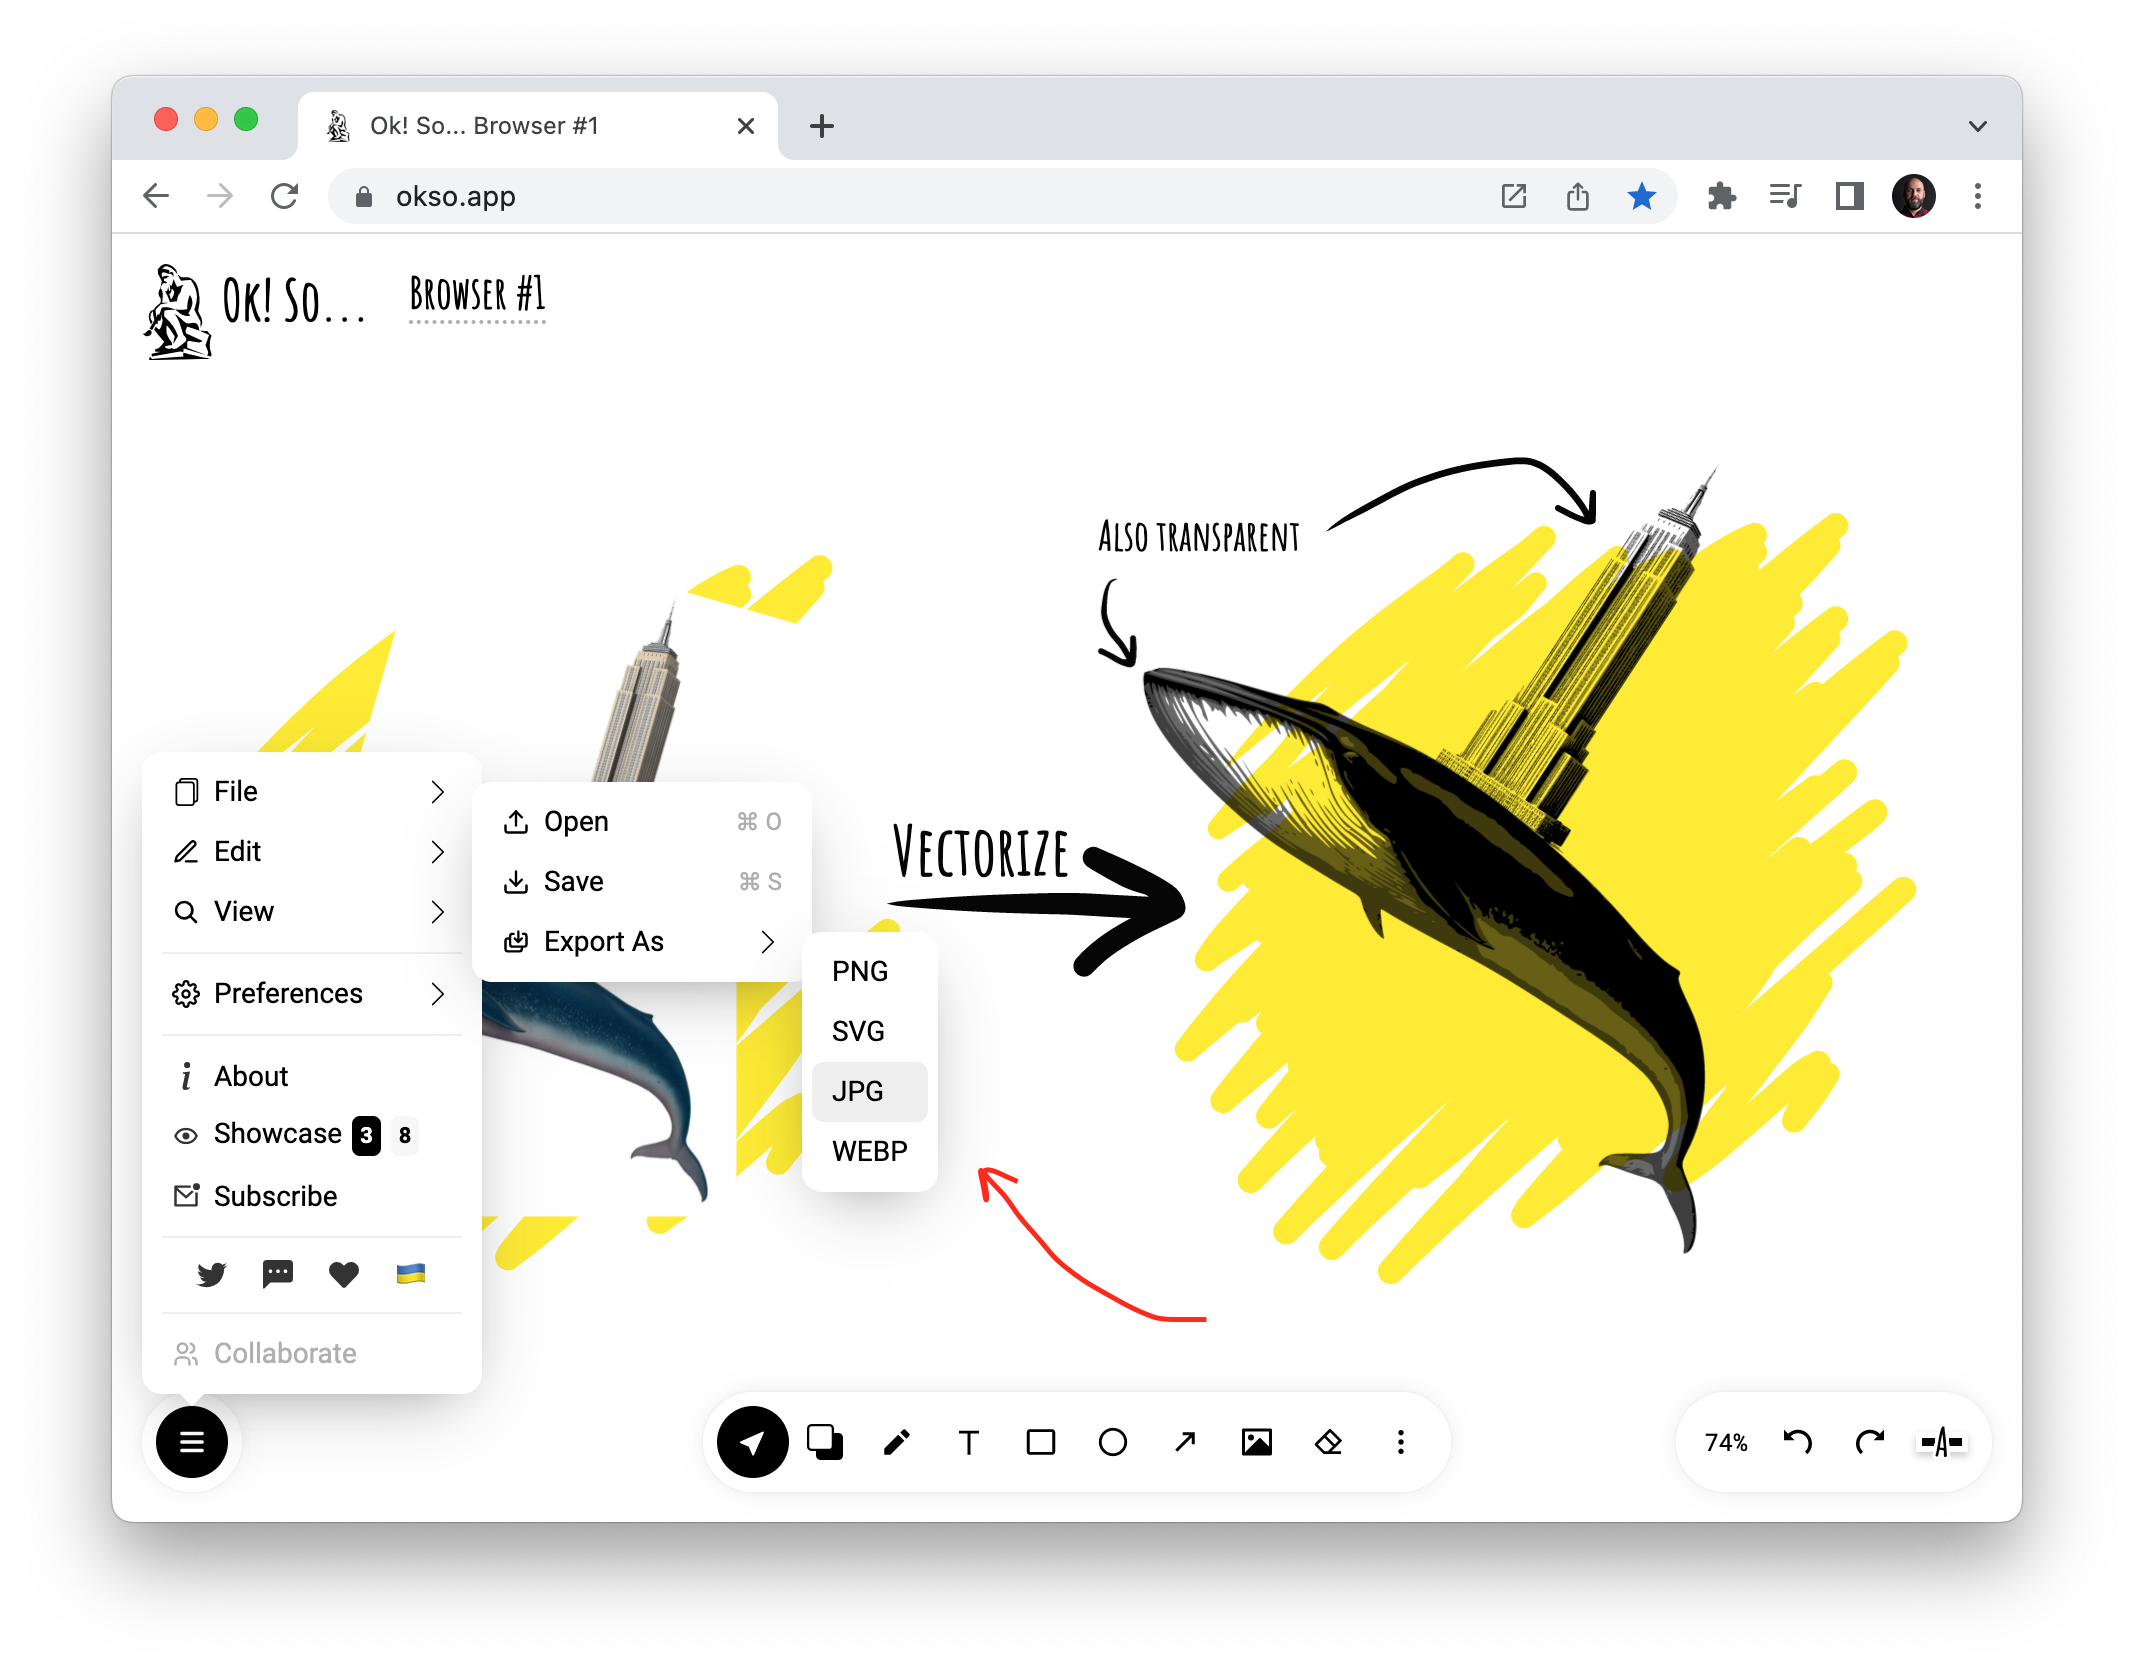 Ok! So... Browser #1
okso.app
Ok! So...
Browser #1
Also transparent
Vectorize
File
Edit
View
Preferences
About
Showcase 3 8
Subscribe
Collaborate
Open ⌘ O
Save ⌘ S
Export As
PNG
SVG
JPG
WEBP
T
74%
A